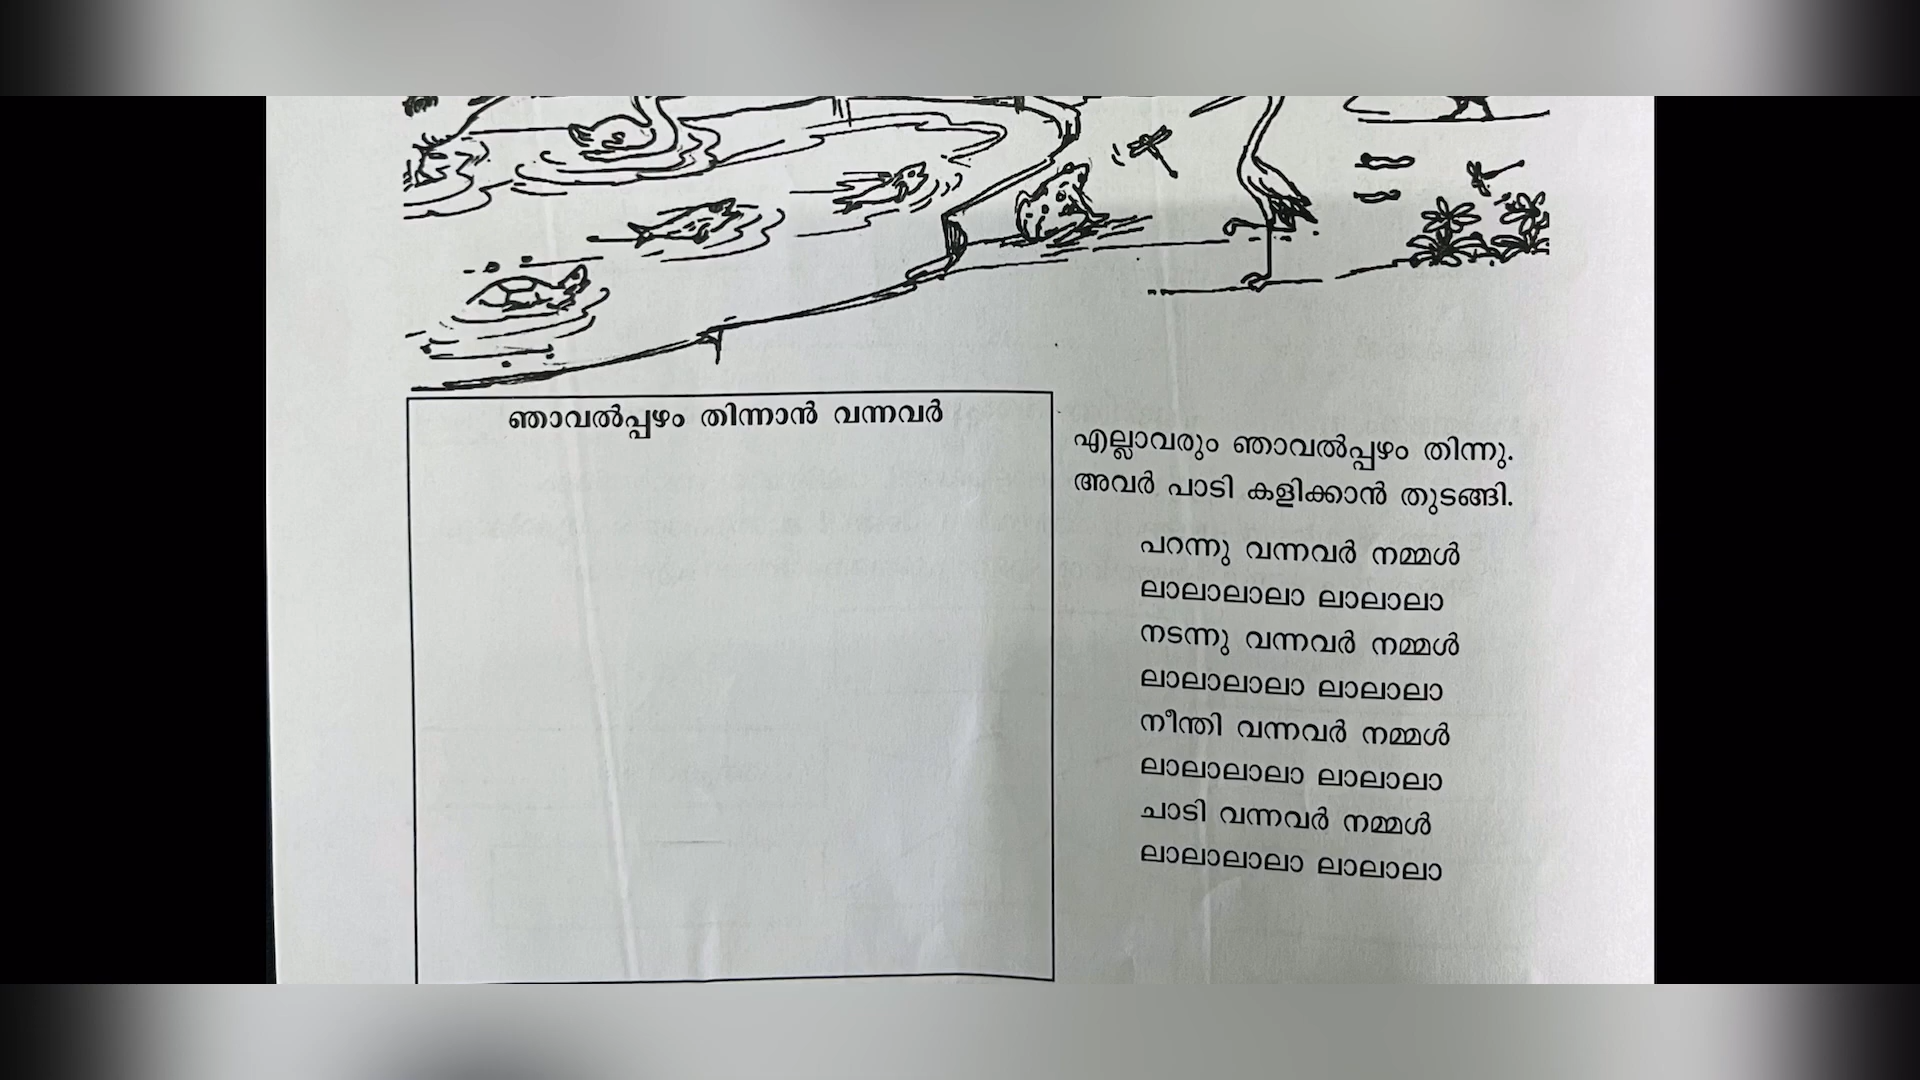 ഞാവൽപ്പഴം തിന്നാൻ വന്നവർ
എല്ലാവരും ഞാവൽപ്പഴം തിന്നു.
അവർ പാടി കളിക്കാൻ തുടങ്ങി.
പറന്നു വന്നവർ നമ്മൾ
ലാലാലാലാ ലാലാലാ
നടന്നു വന്നവർ നമ്മൾ
ലാലാലാലാ ലാലാലാ
നീന്തി വന്നവർ നമ്മൾ
ലാലാലാലാ ലാലാലാ
ചാടി വന്നവർ നമ്മൾ
ലാലാലാലാ ലാലാലാ